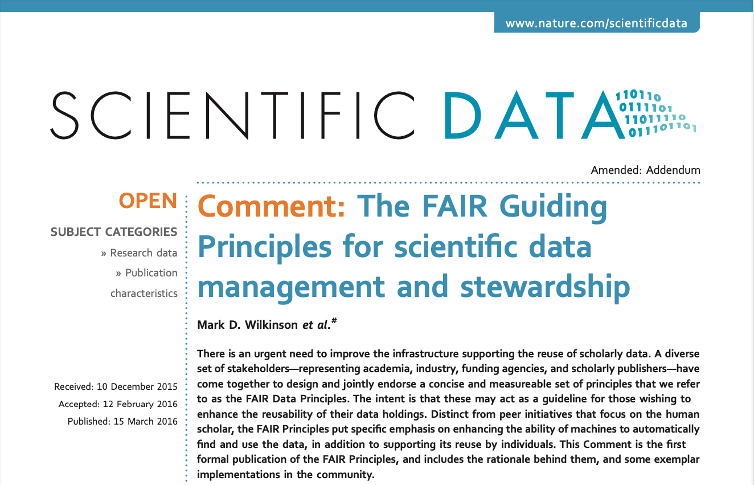 www.nature.com/scientificdata
SCIENTIFIC DATA
110110
0111101
11011110
011101101
Amended: Addendum
OPEN
SUBJECT CATEGORIES
» Research data
» Publication
characteristics
Received: 10 December 2015
Accepted: 12 February 2016
Published: 15 March 2016
Comment: The FAIR Guiding
Principles for scientific data
management and stewardship
Mark D. Wilkinson et al.#
There is an urgent need to improve the infrastructure supporting the reuse of scholarly data. A diverse
set of stakeholders—representing academia, industry, funding agencies, and scholarly publishers—have
come together to design and jointly endorse a concise and measureable set of principles that we refer
to as the FAIR Data Principles. The intent is that these may act as a guideline for those wishing to
enhance the reusability of their data holdings. Distinct from peer initiatives that focus on the human
scholar, the FAIR Principles put specific emphasis on enhancing the ability of machines to automatically
find and use the data, in addition to supporting its reuse by individuals. This Comment is the first
formal publication of the FAIR Principles, and includes the rationale behind them, and some exemplar
implementations in the community.